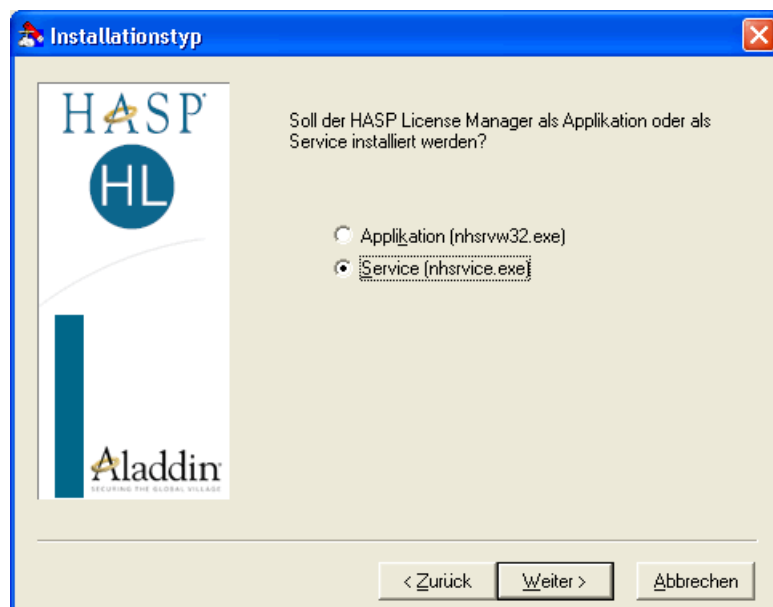 Installationstyp
HASP®
HL
Soll der HASP License Manager als Applikation oder als
Service installiert werden?
Applikation (nhsrvw32.exe)
Service (nhsrvice.exe)
Aladdin
SECURING THE GLOBAL VILLAGE
< Zurück
Weiter >
Abbrechen